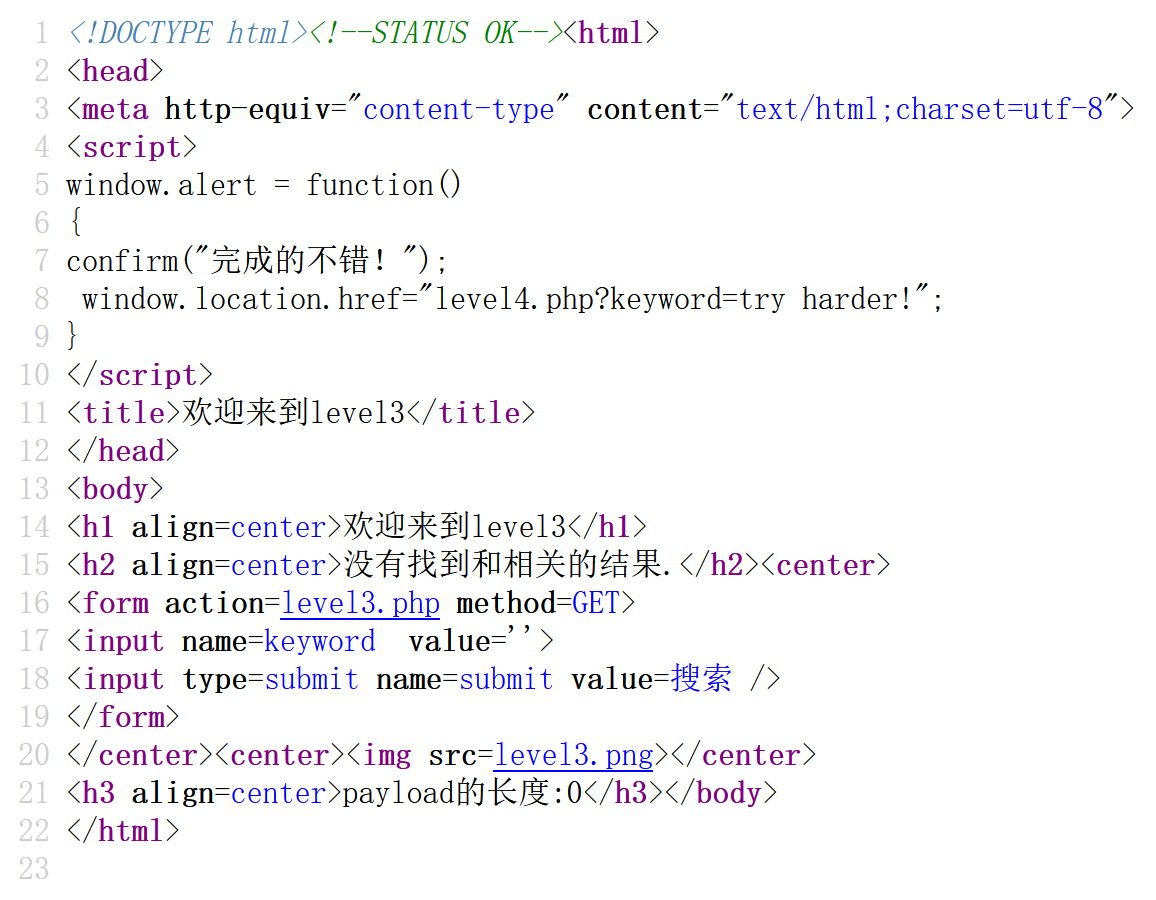 1 <!DOCTYPE html><!--STATUS OK--><html>
2 <head>
3 <meta http-equiv="content-type" content="text/html;charset=utf-8">
4 <script>
5 window.alert = function()
6 {
7 confirm("完成的不错！");
8  window.location.href="level4.php?keyword=try harder!";
9 }
10 </script>
11 <title>欢迎来到level3</title>
12 </head>
13 <body>
14 <h1 align=center>欢迎来到level3</h1>
15 <h2 align=center>没有找到和相关的结果.</h2><center>
16 <form action=level3.php method=GET>
17 <input name=keyword  value=''>
18 <input type=submit name=submit value=搜索 />
19 </form>
20 </center><center><img src=level3.png></center>
21 <h3 align=center>payload的长度:0</h3></body>
22 </html>
23